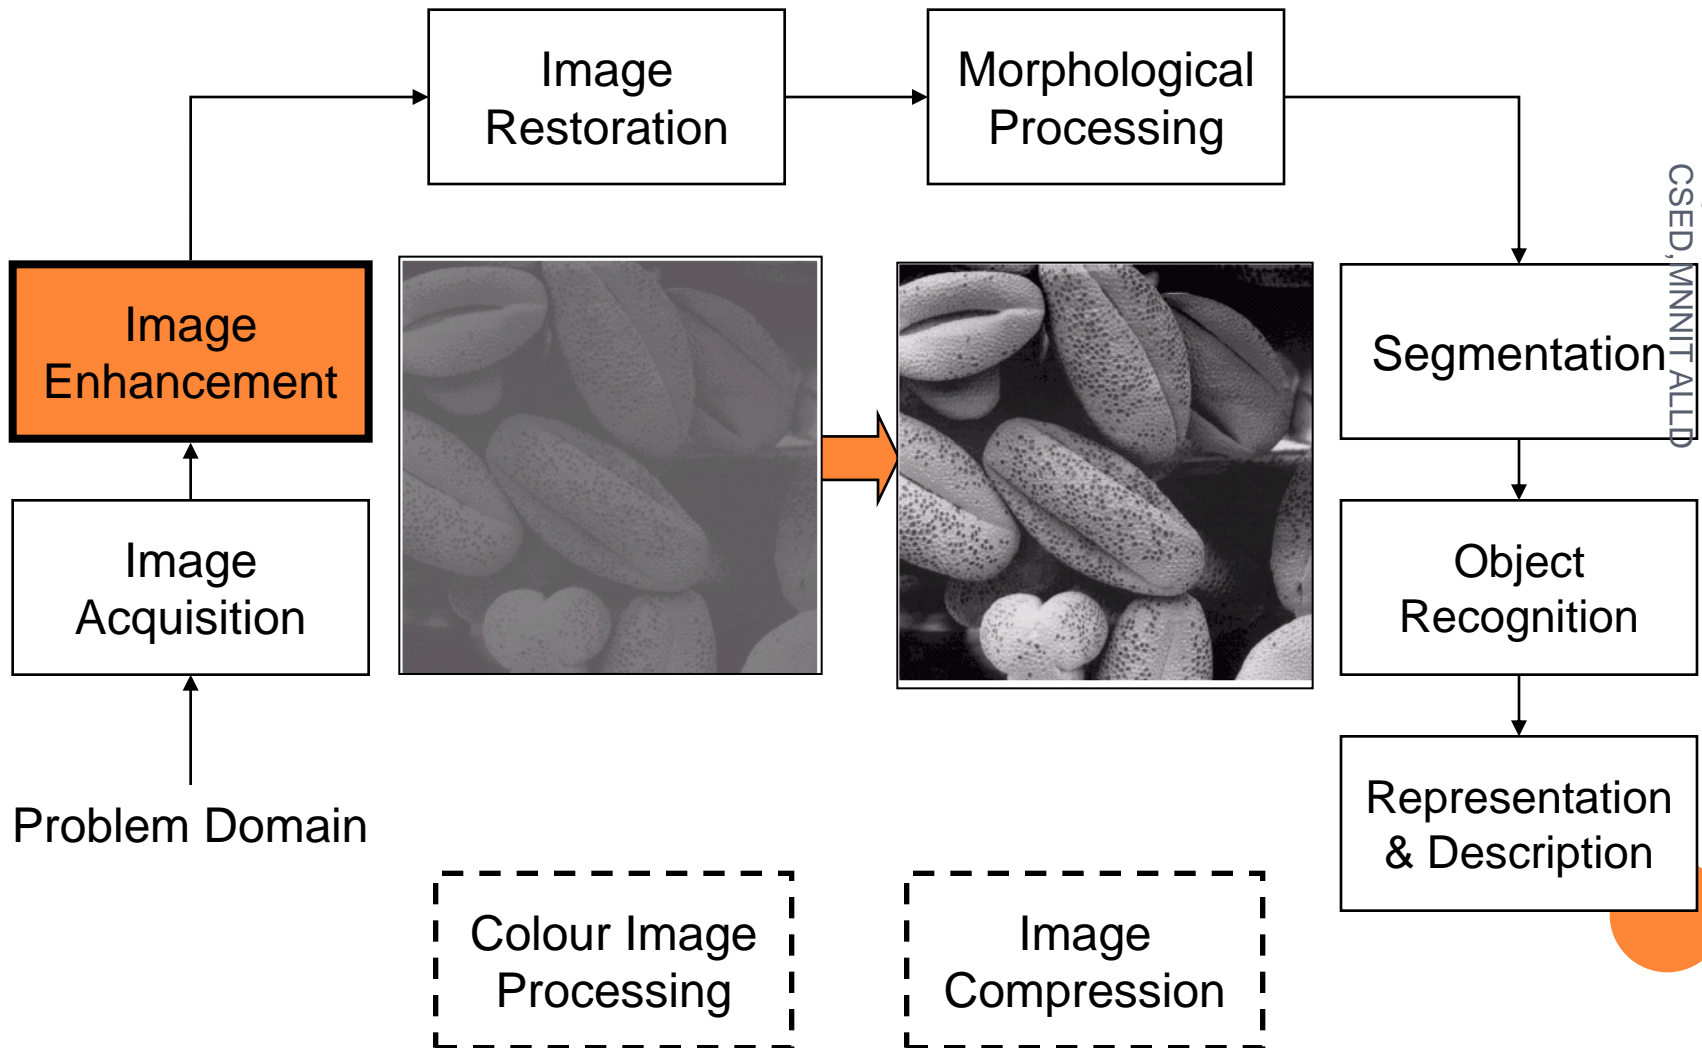 Image
Restoration
Morphological
Processing
Image
Enhancement
Segmentation
Image
Acquisition
Object
Recognition
Problem Domain
Representation
& Description
Colour Image
Processing
Image
Compression
CSED,MNNIT ALLD